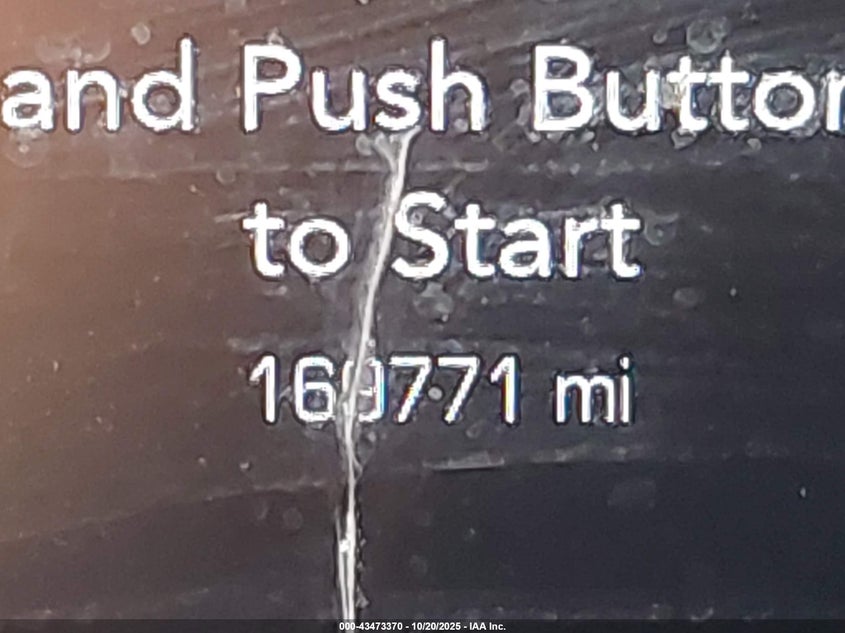 and Push Button
to Start
mi
000-43473370 - 10/20/2025 - IAA Inc.